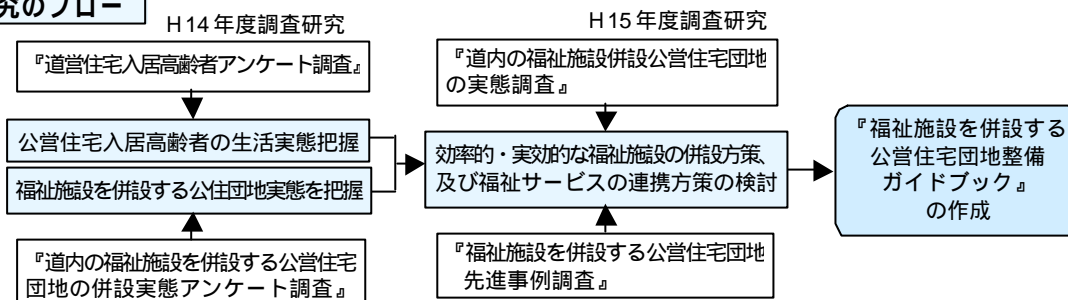 究のフロー
H14年度調査研究
『道営住宅入居高齢者アンケート調査』
公営住宅入居高齢者の生活実態把握
福祉施設を併設する公住団地実態を把握
『道内の福祉施設を併設する公営住宅
団地の併設実態アンケート調査』
H15年度調査研究
『道内の福祉施設併設公営住宅団地
の実態調査』
効率的・実効的な福祉施設の併設方策、
及び福祉サービスの連携方策の検討
『福祉施設を併設する公営住宅団地
先進事例調査』
『福祉施設を併設する
公営住宅団地整備
ガイドブック』
の作成